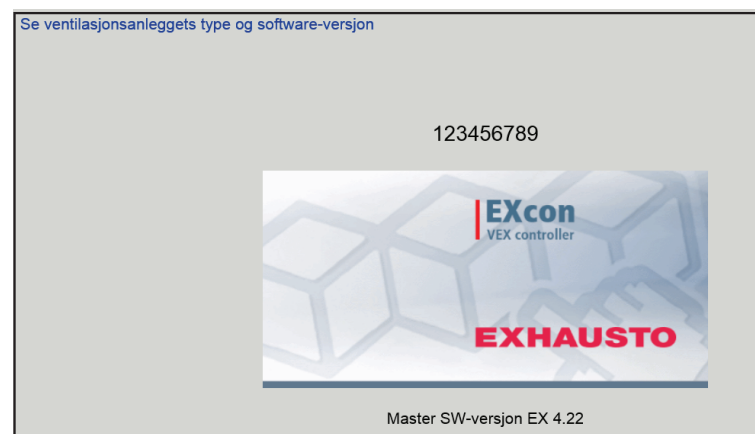 Se ventilasjonsanleggets type og software-versjon
123456789
EXcon
VEX controller
EXHAUSTO
Master SW-versjon EX 4.22